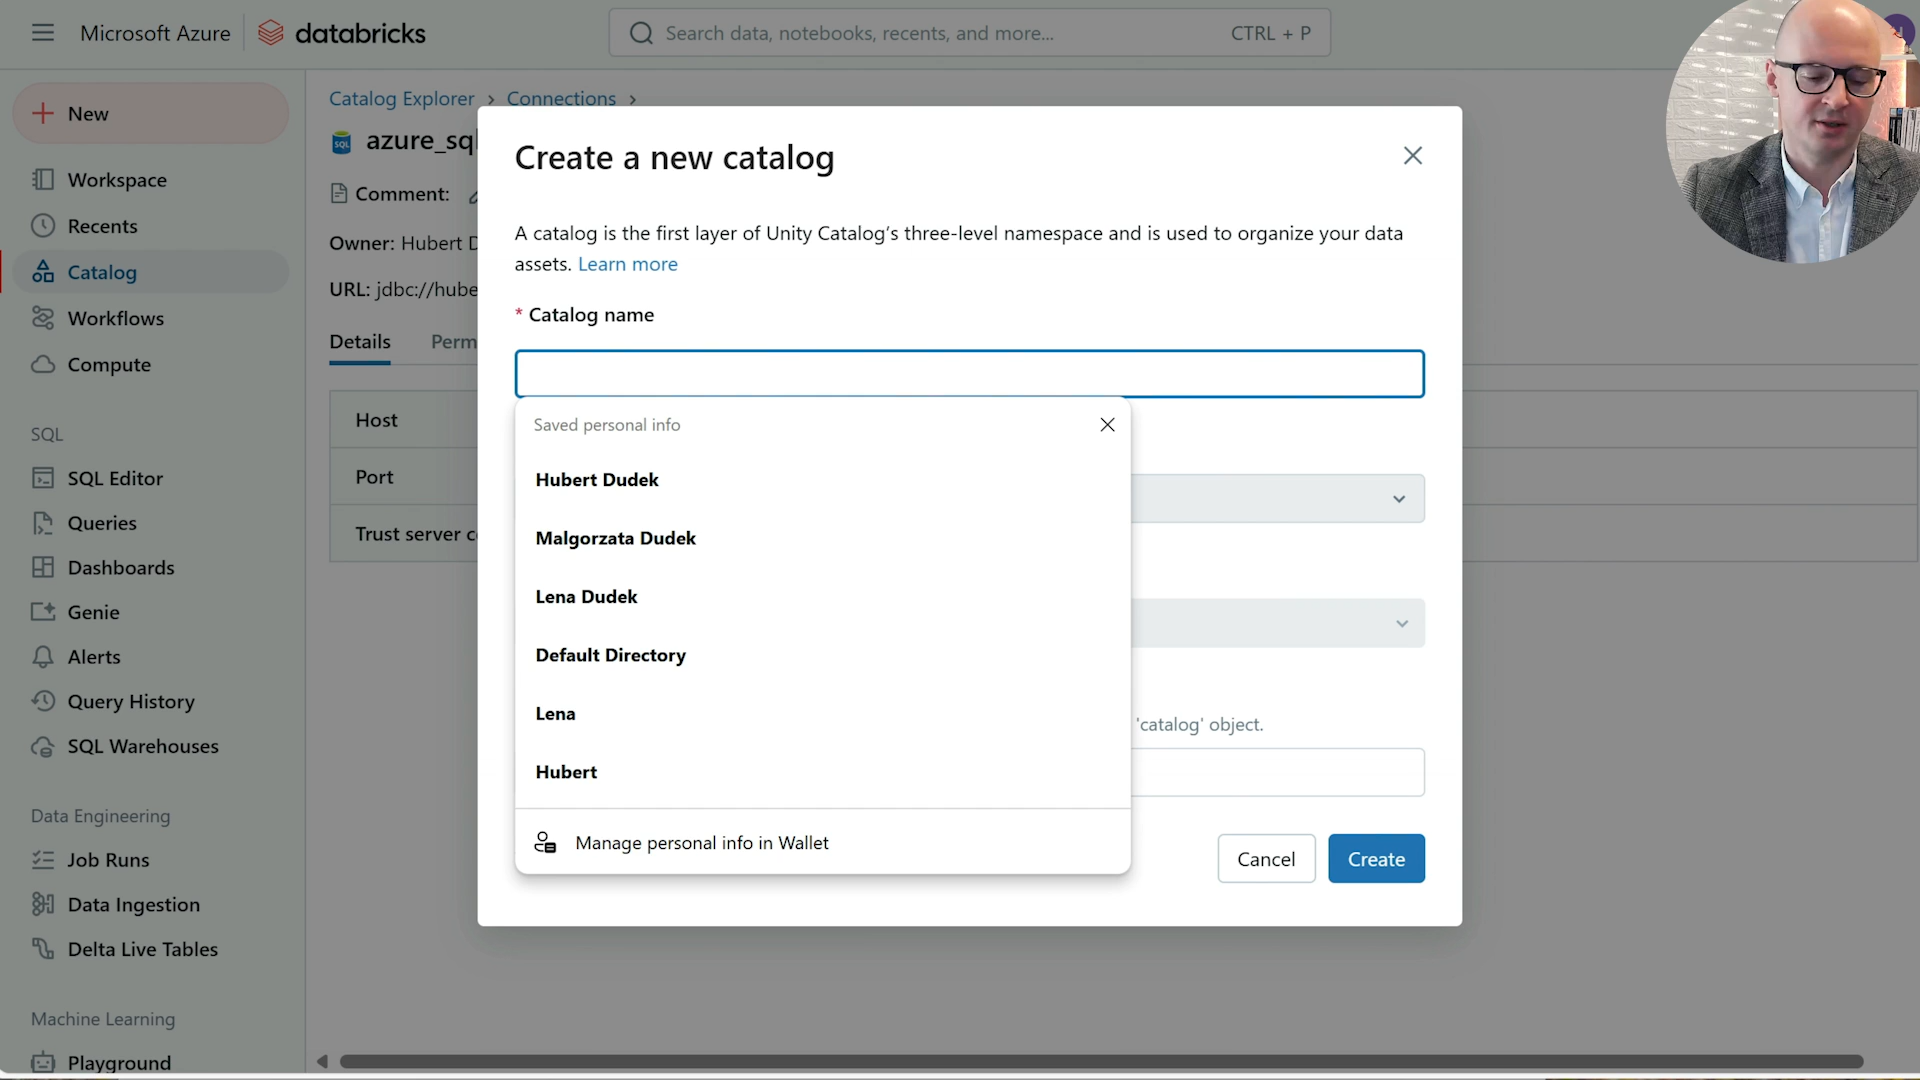 Microsoft Azure
databricks
Search data, notebooks, recents, and more...
CTRL + P
New
Workspace
Recents
Catalog
Workflows
Compute
SQL
SQL Editor
Queries
Dashboards
Genie
Alerts
Query History
SQL Warehouses
Data Engineering
Job Runs
Data Ingestion
Delta Live Tables
Machine Learning
Playground
Catalog Explorer › Connections ›
SQL
azure_sql
Comment:
Owner: Hubert D
URL: jdbc://hube
Details
Perm
Host
Port
Trust server c
Create a new catalog
A catalog is the first layer of Unity Catalog's three-level namespace and is used to organize your data
assets. Learn more
* Catalog name
Saved personal info
Hubert Dudek
Malgorzata Dudek
Lena Dudek
Default Directory
Lena
Hubert
Manage personal info in Wallet
'catalog' object.
Cancel
Create